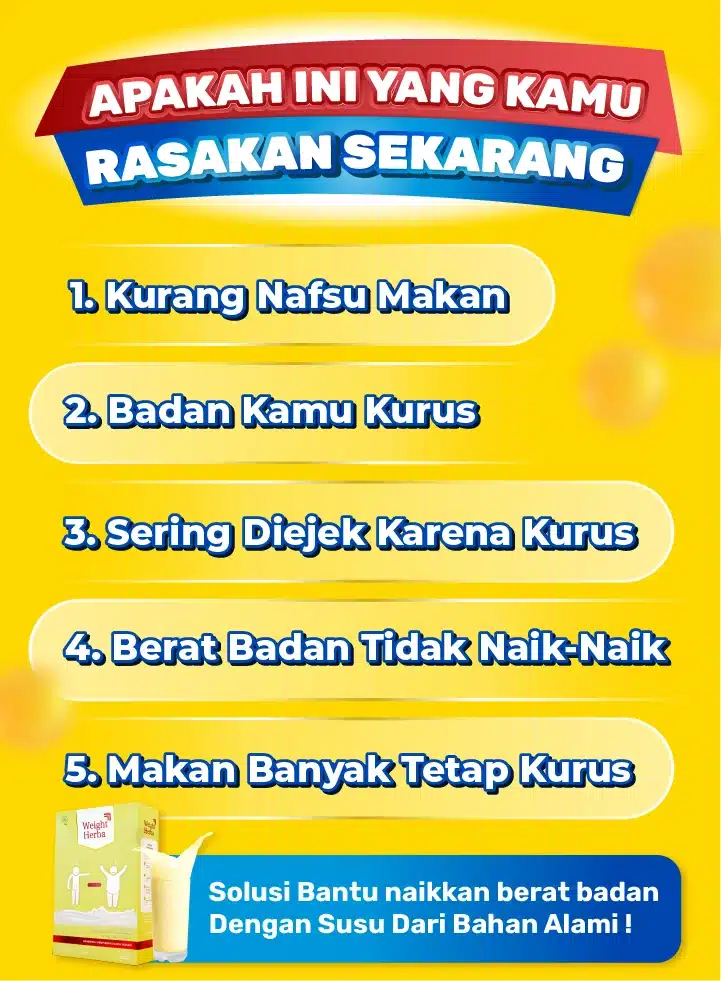 APAKAH INI YANG KAMU
RASAKAN SEKARANG
1. Kurang Nafsu Makan
2. Badan Kamu Kurus
3. Sering Diejek Karena Kurus
4. Berat Badan Tidak Naik-Naik
5. Makan Banyak Tetap Kurus
Weight
Herba
Solusi Bantu naikkan berat badan
Dengan Susu Dari Bahan Alami !